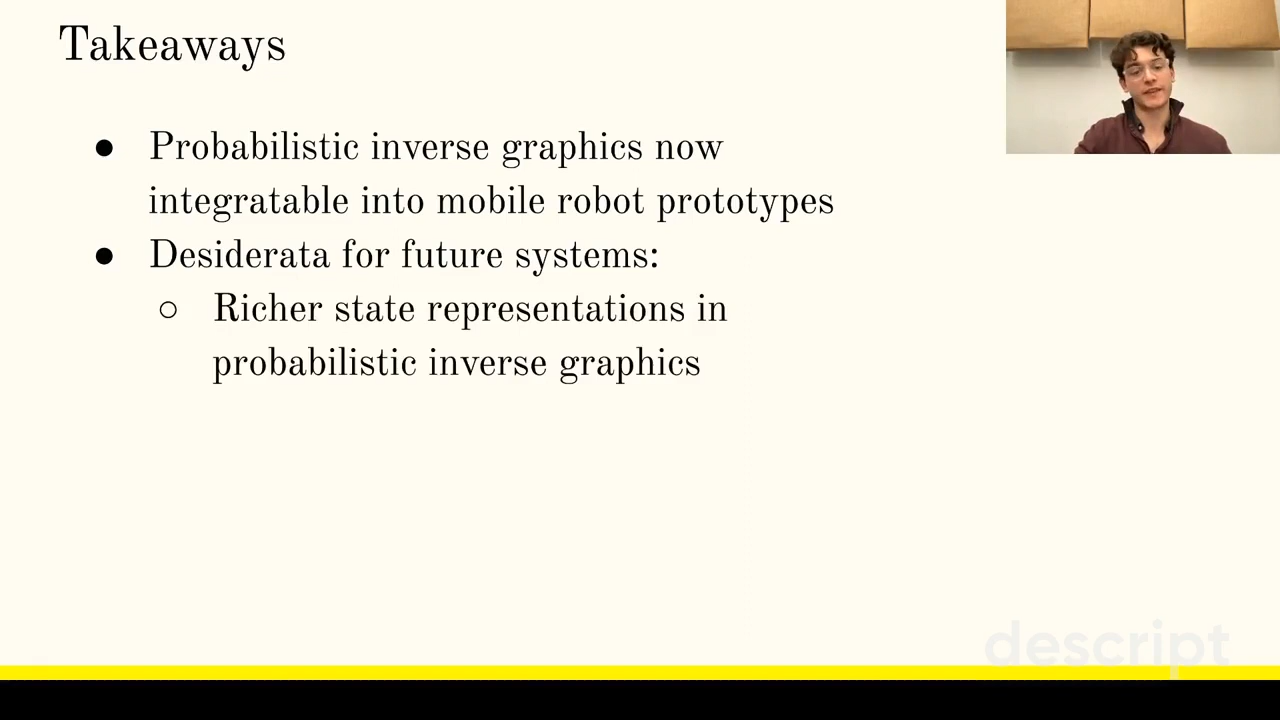 Takeaways
● Probabilistic inverse graphics now
integratable into mobile robot prototypes
● Desiderata for future systems:
○ Richer state representations in
probabilistic inverse graphics
descript